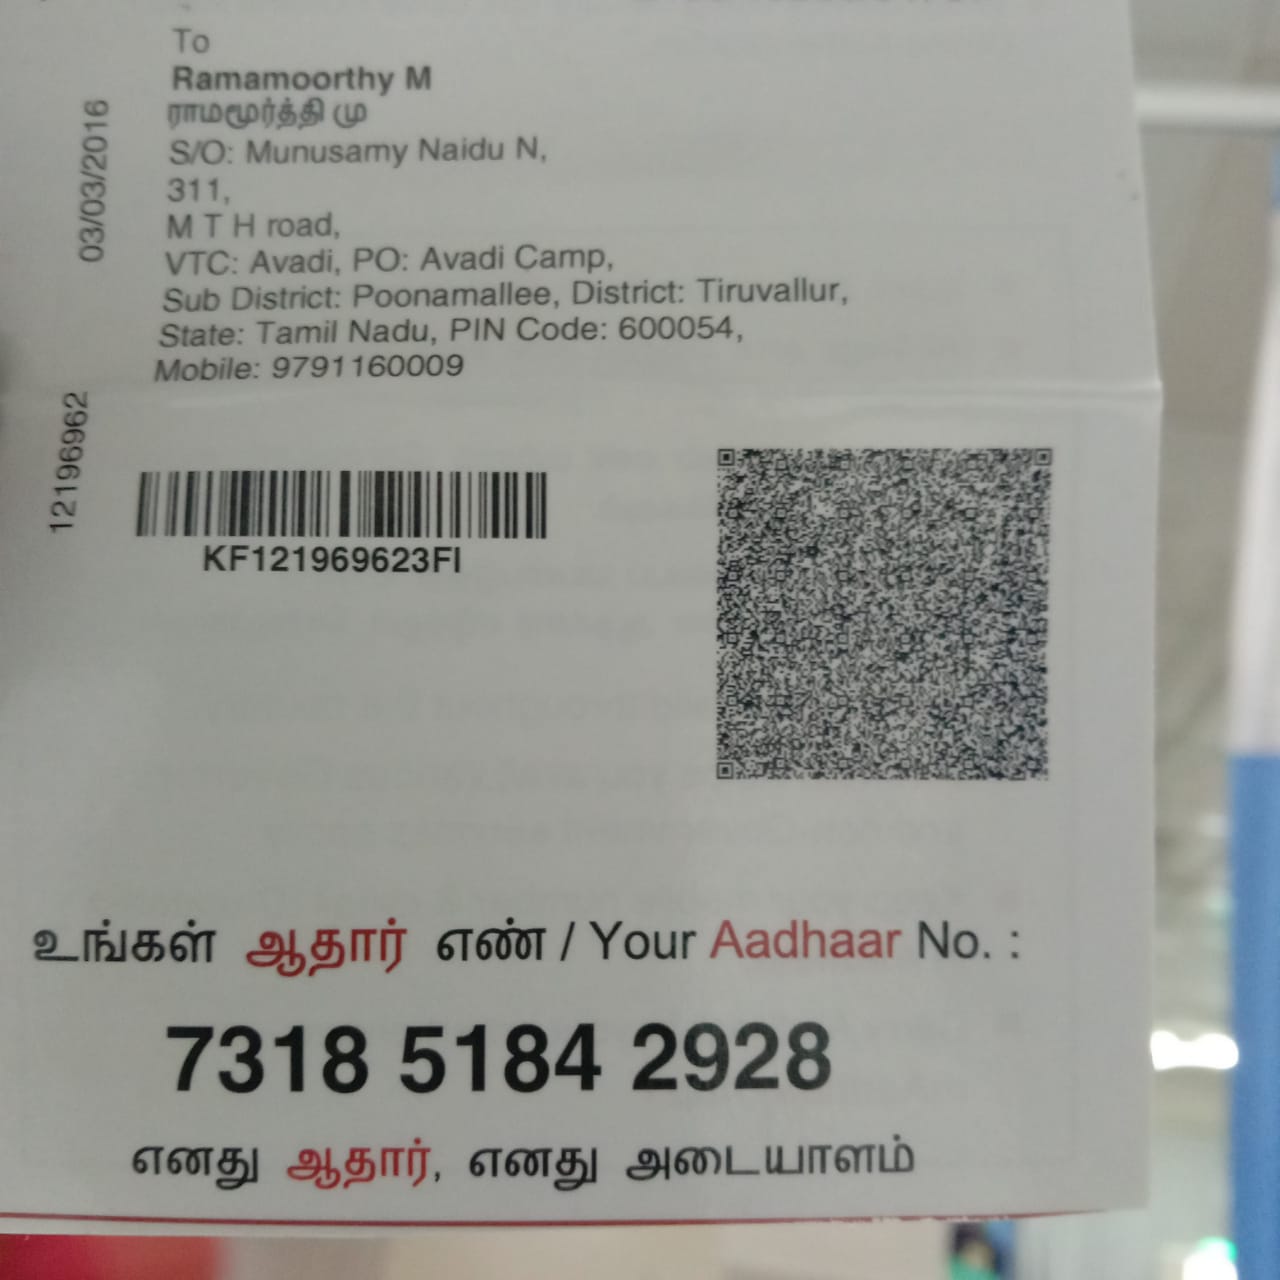 To
Ramamoorthy M
ராமமூர்த்தி மு
S/O: Munusamy Naidu N,
311,
M T H road,
VTC: Avadi, PO: Avadi Camp,
Sub District: Poonamallee, District: Tiruvallur,
State: Tamil Nadu, PIN Code: 600054,
Mobile: 9791160009
03/03/2016
12196962
KF121969623FI
உங்கள் ஆதார் எண் / Your Aadhaar No. :
7318 5184 2928
எனது ஆதார், எனது அடையாளம்